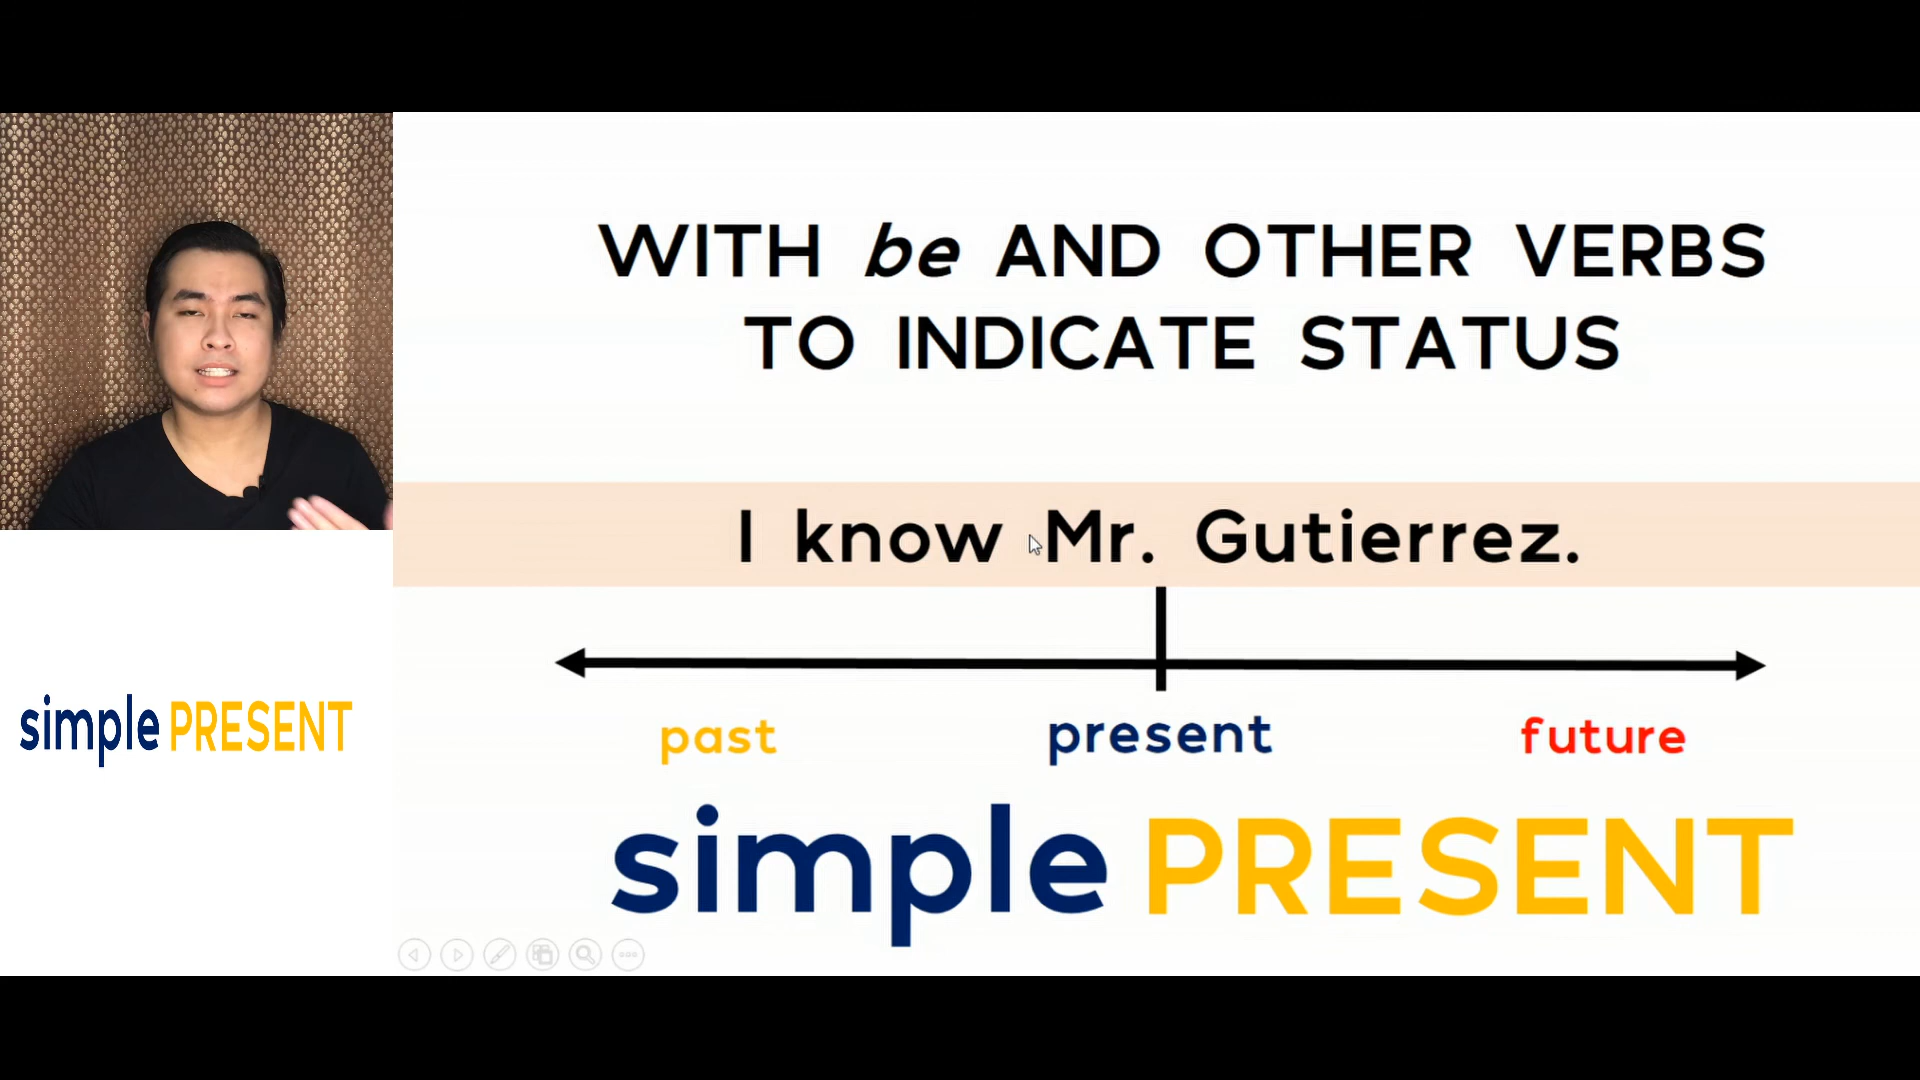 WITH be AND OTHER VERBS
TO INDICATE STATUS
I know Mr. Gutierrez.
past present future
simple PRESENT
simple PRESENT